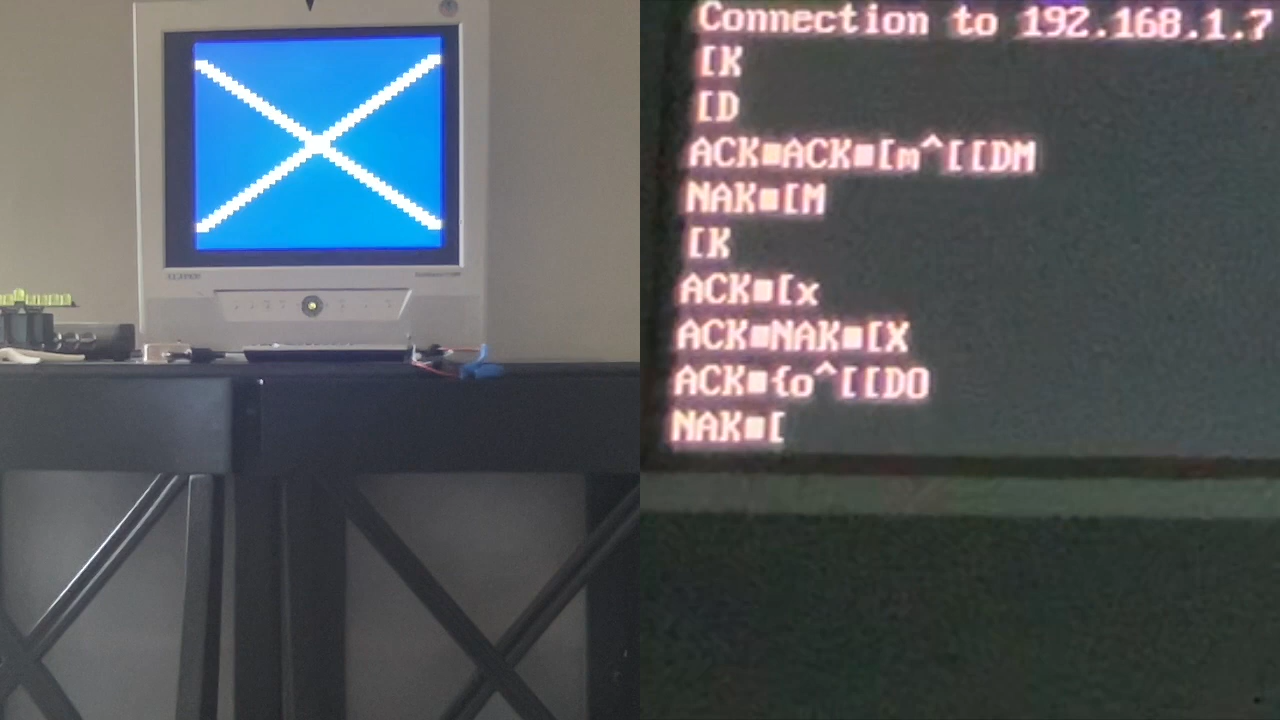 Connection to 192.168.1.7
[K
[D
ACK■ACK■[m^[[DM
NAK■[M
[K
ACK■[x
ACK■NAK■[X
ACK■{o^[[DO
NAK■[